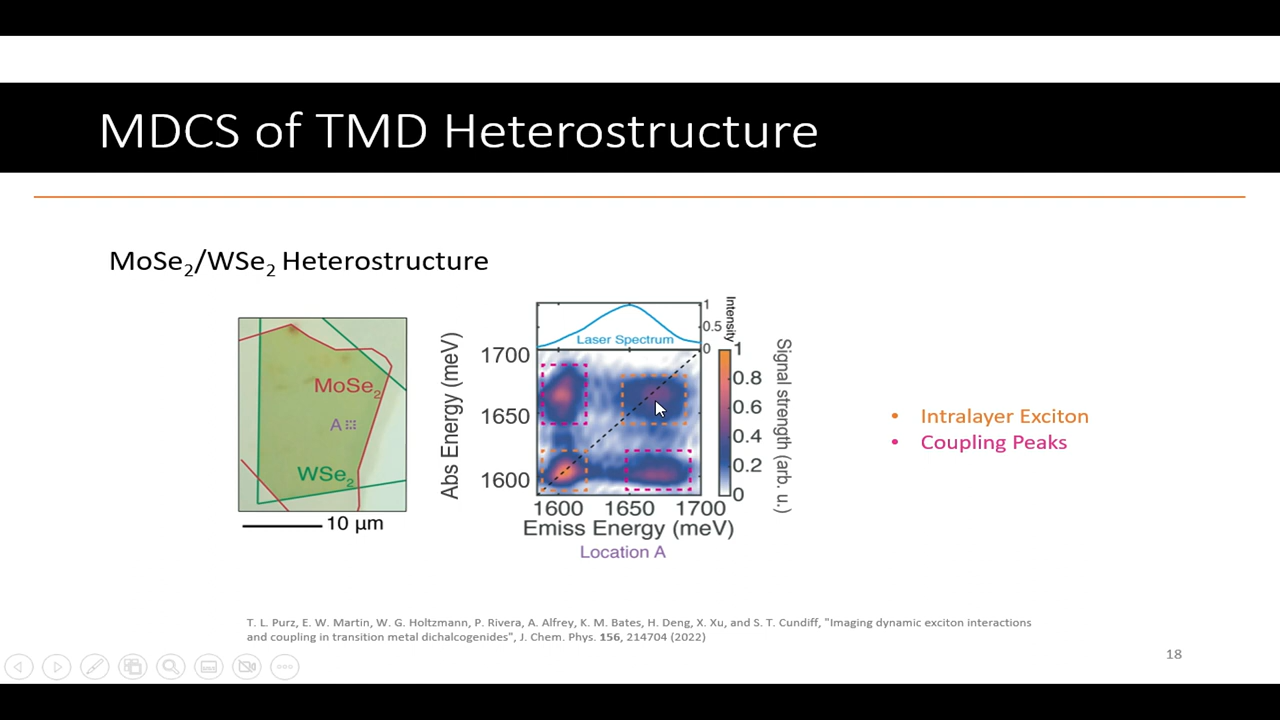 MDCS of TMD Heterostructure
MoSe2/WSe2 Heterostructure
MoSe2
A
WSe2
10 μm
Abs Energy (meV)
1700
1650
1600
Laser Spectrum
1
0.5
0
Intensity
1
0.8
0.6
0.4
0.2
0
Signal strength (arb. u.)
1600 1650 1700
Emiss Energy (meV)
Location A
• Intralayer Exciton
• Coupling Peaks
T. L. Purz, E. W. Martin, W. G. Holtzmann, P. Rivera, A. Alfrey, K. M. Bates, H. Deng, X. Xu, and S. T. Cundiff, "Imaging dynamic exciton interactions
and coupling in transition metal dichalcogenides", J. Chem. Phys. 156, 214704 (2022)
18